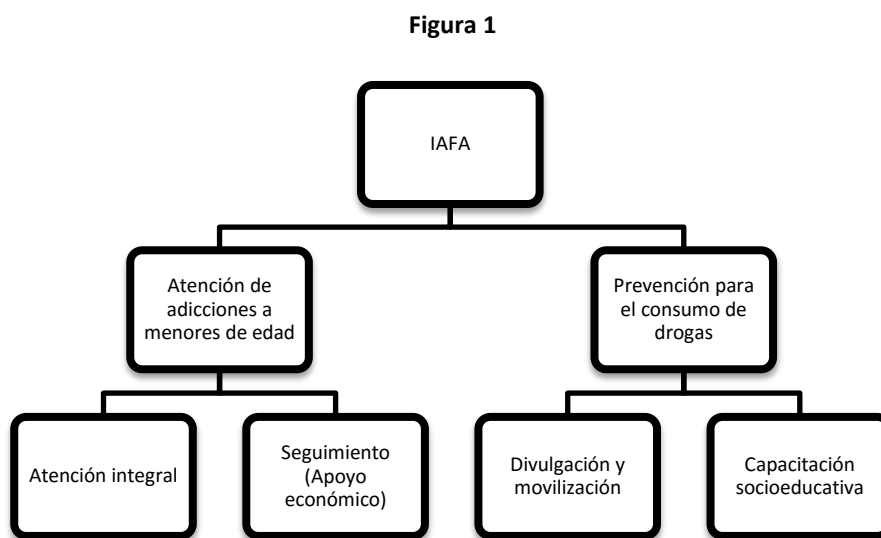 Figura 1
IAFA
Atención de
adicciones a
menores de edad
Prevención para
el consumo de
drogas
Atención integral
Seguimiento
(Apoyo
económico)
Divulgación y
movilización
Capacitación
socioeducativa